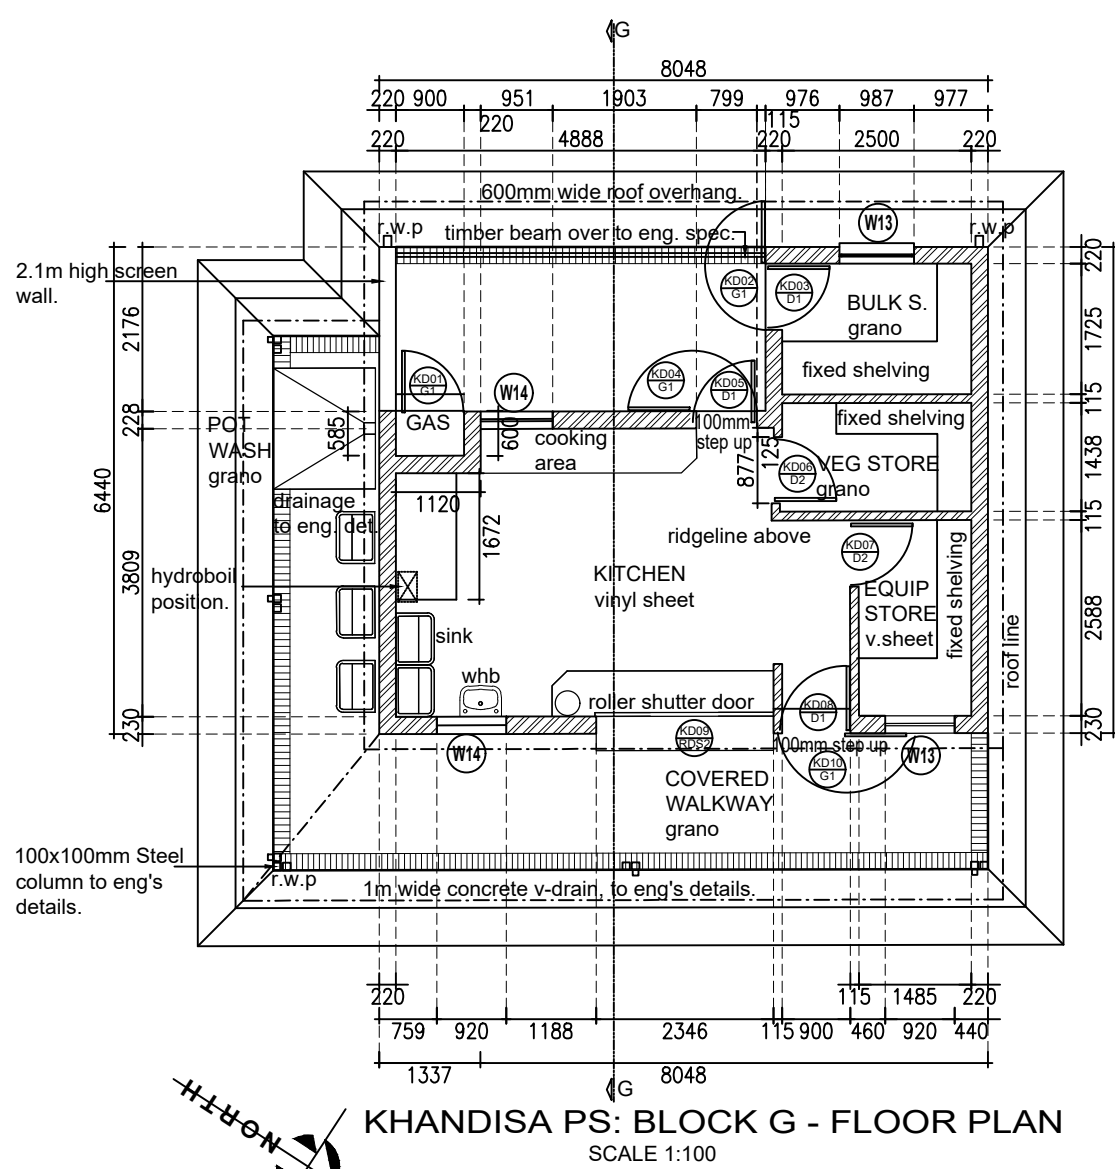 G
8048
220 900 951 1903 799 976 987 977
220 115
220 4888 220 2500
600mm wide roof overhang.
r.w.p
timber beam over to eng. spec.
W13
r.w.p
2.1m high screen
wall.
KD02
G1
KD03
D1
BULK S.
grano
fixed shelving
220
1725
2176
KD01
G1
W14
KD04
G1
KD05
D1
115
228
POT
WASH
grano
585
GAS
600
cooking
area
100mm
step up
fixed shelving
877
125
KD06
D2
VEG STORE
grano
1438
6440
6440
drainage
to eng. det.
1120
1672
ridgeline above
115
3809
hydroboil
position.
KITCHEN
vinyl sheet
KD07
D2
EQUIP
STORE
v.sheet
fixed shelving
2588
sink
whb
roller shutter door
roof line
KD08
D1
230
W14
KD09
RDS2
100mm step up
KD10
G1
W13
230
COVERED
WALKWAY
grano
100x100mm Steel
column to eng's
details.
r.w.p
1m wide concrete v-drain, to eng's details.
220 115 1485 220
759 920 1188 2346 115 900 460 920 440
1337 8048
G
NORTH
KHANDISA PS: BLOCK G - FLOOR PLAN
SCALE 1:100